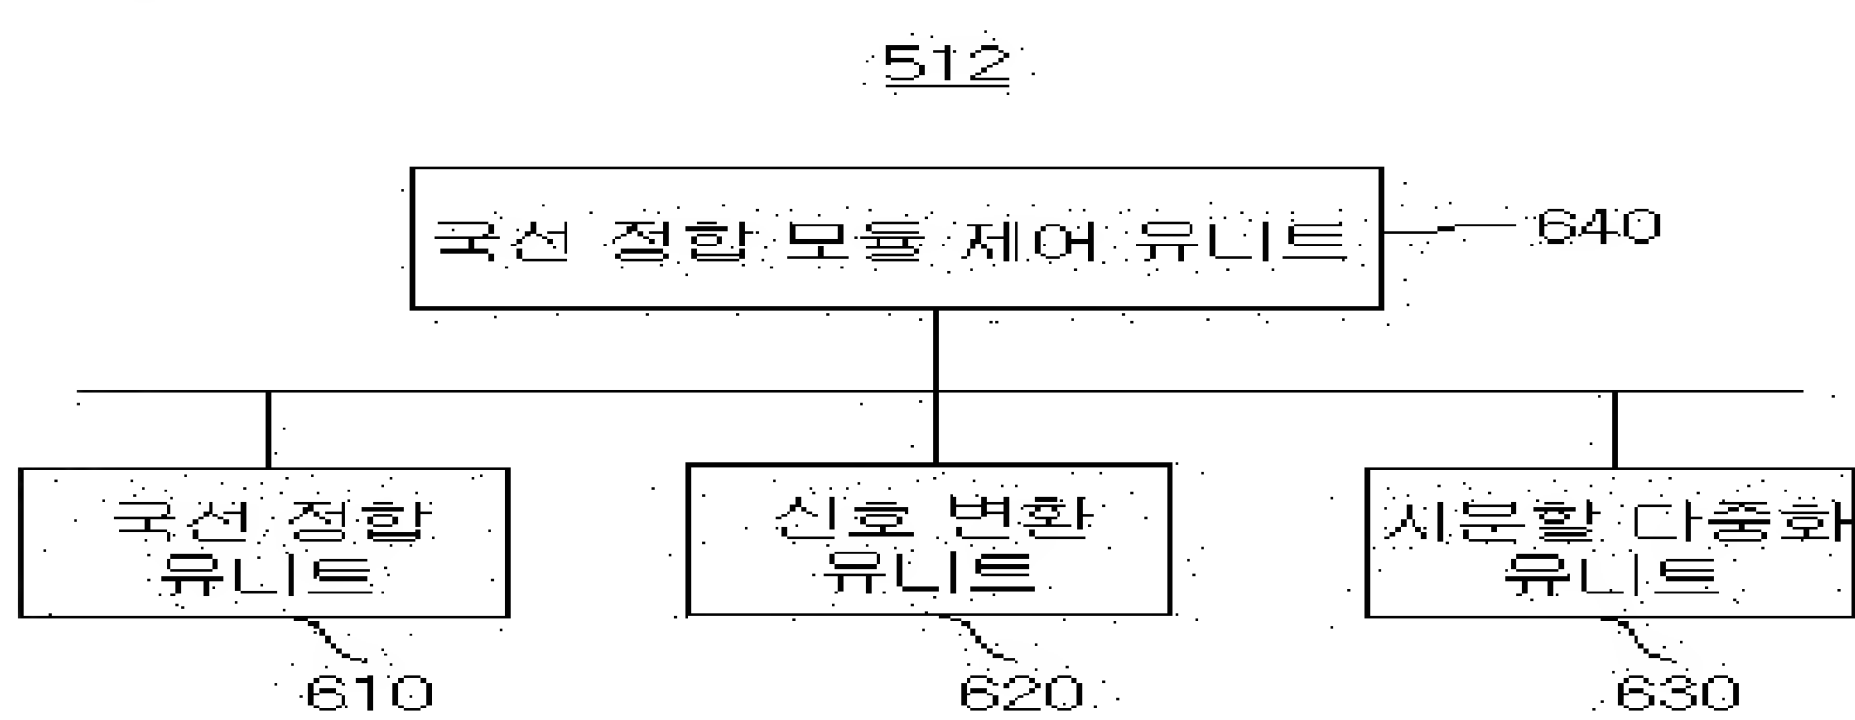 512
국선 정합 모듈 제어 유니트
640
국선 정합
유니트
신호 변환
유니트
시분할 다중화
유니트
610
620
630